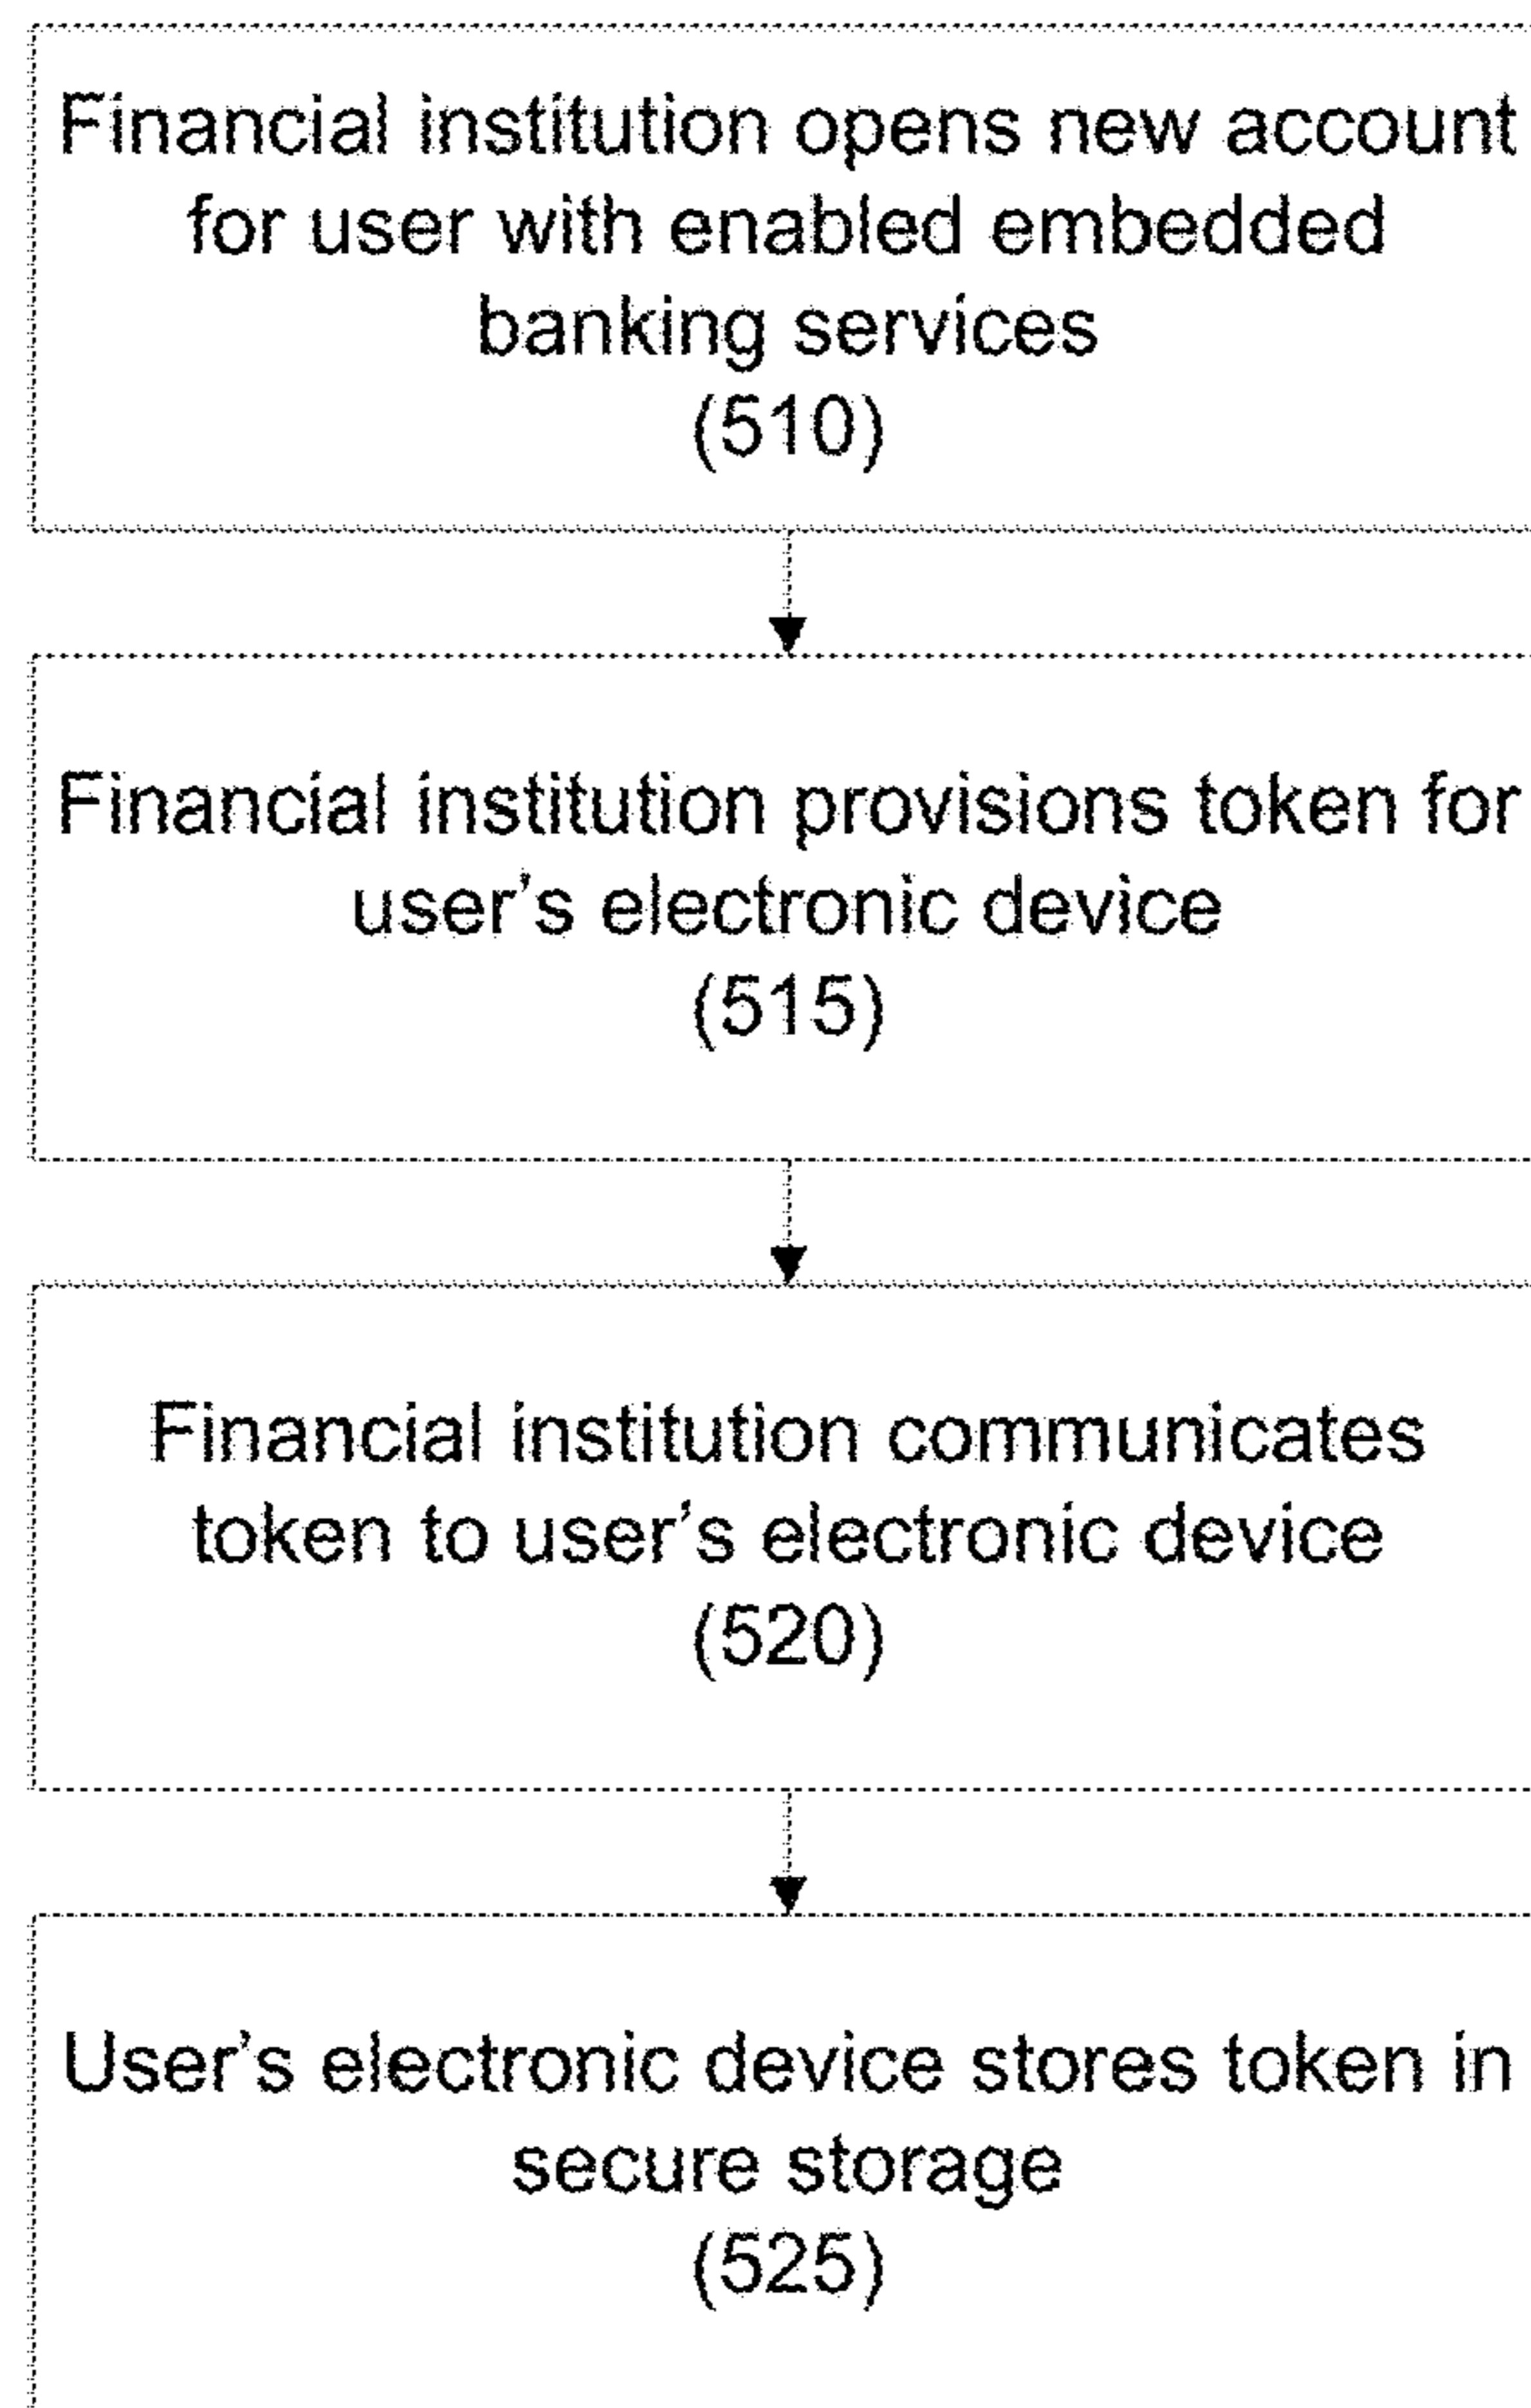 Financial institution opens new account
for user with enabled embedded
banking services
(510)
Financial institution provisions token for
user's electronic device
(515)
Financial institution communicates
token to user's electronic device
(520)
User's electronic device stores token in
secure storage
(525)